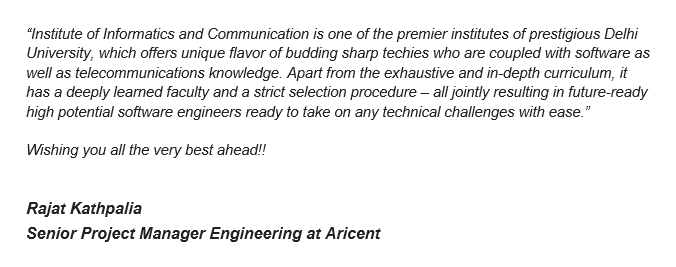 “Institute of Informatics and Communication is one of the premier institutes of prestigious Delhi
University, which offers unique flavor of budding sharp techies who are coupled with software as
well as telecommunications knowledge. Apart from the exhaustive and in-depth curriculum, it
has a deeply learned faculty and a strict selection procedure – all jointly resulting in future-ready
high potential software engineers ready to take on any technical challenges with ease.”
Wishing you all the very best ahead!!
Rajat Kathpalia
Senior Project Manager Engineering at Aricent